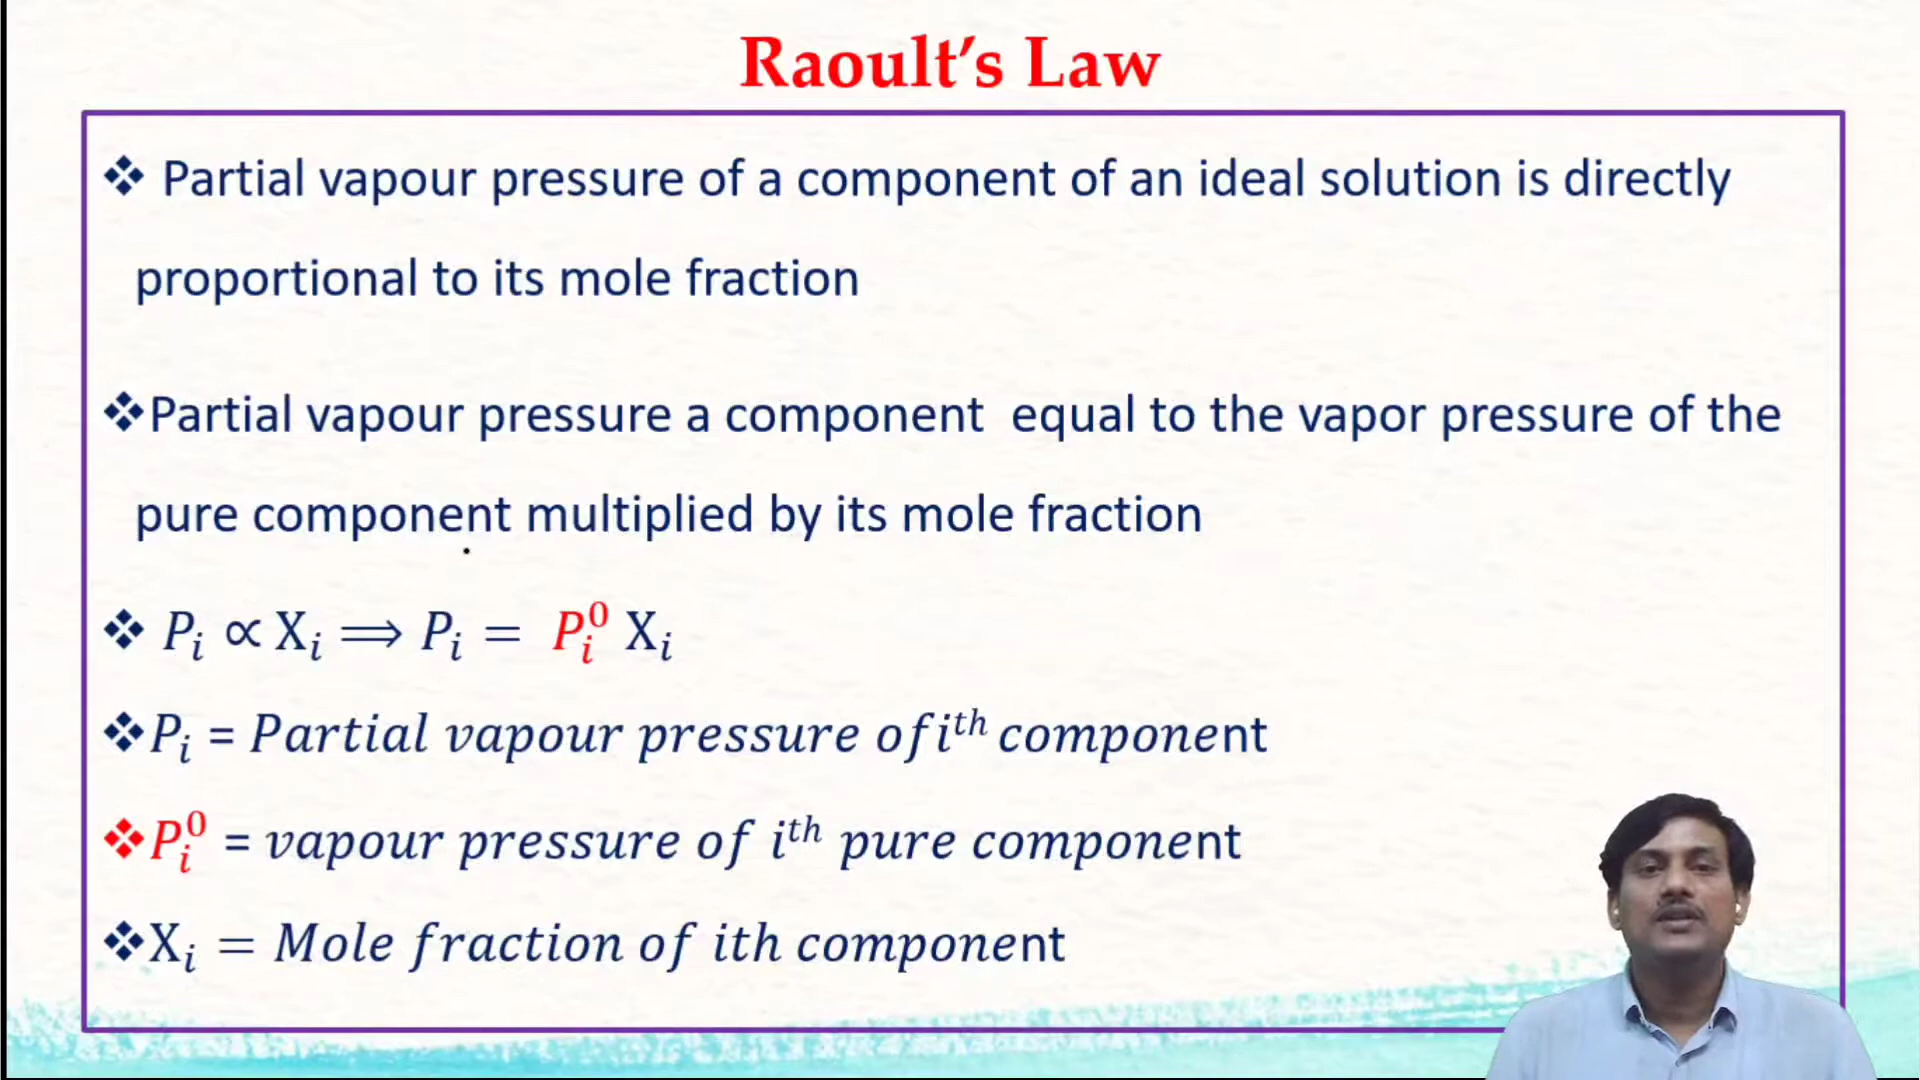 Raoult’s Law
❖ Partial vapour pressure of a component of an ideal solution is directly
proportional to its mole fraction
❖Partial vapour pressure a component equal to the vapor pressure of the
pure component multiplied by its mole fraction
❖ Pᵢ ∝ Xᵢ ⟹ Pᵢ = Pᵢ⁰ Xᵢ
❖Pᵢ = Partial vapour pressure ofiᵗʰ component
❖Pᵢ⁰ = vapour pressure of iᵗʰ pure component
❖Xᵢ = Mole fraction of ith component